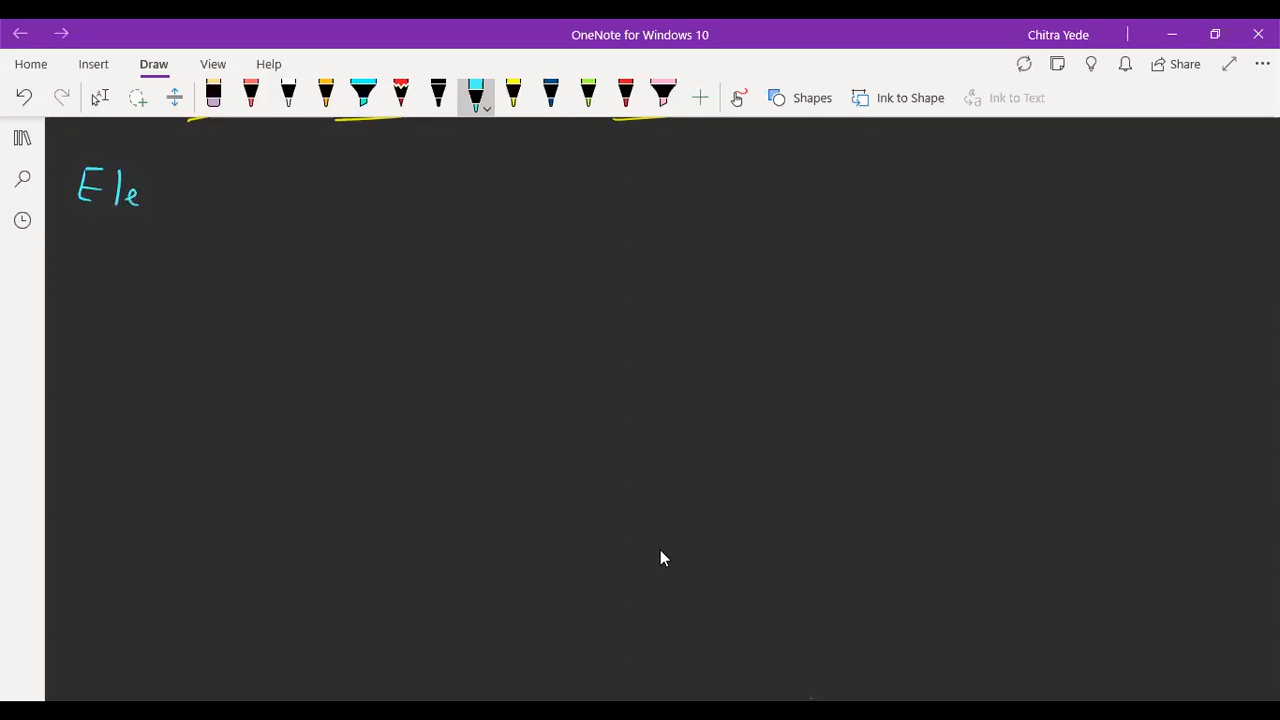 OneNote for Windows 10
Chitra Yede
Home Insert Draw View Help
Share
Shapes Ink to Shape Ink to Text
Ele